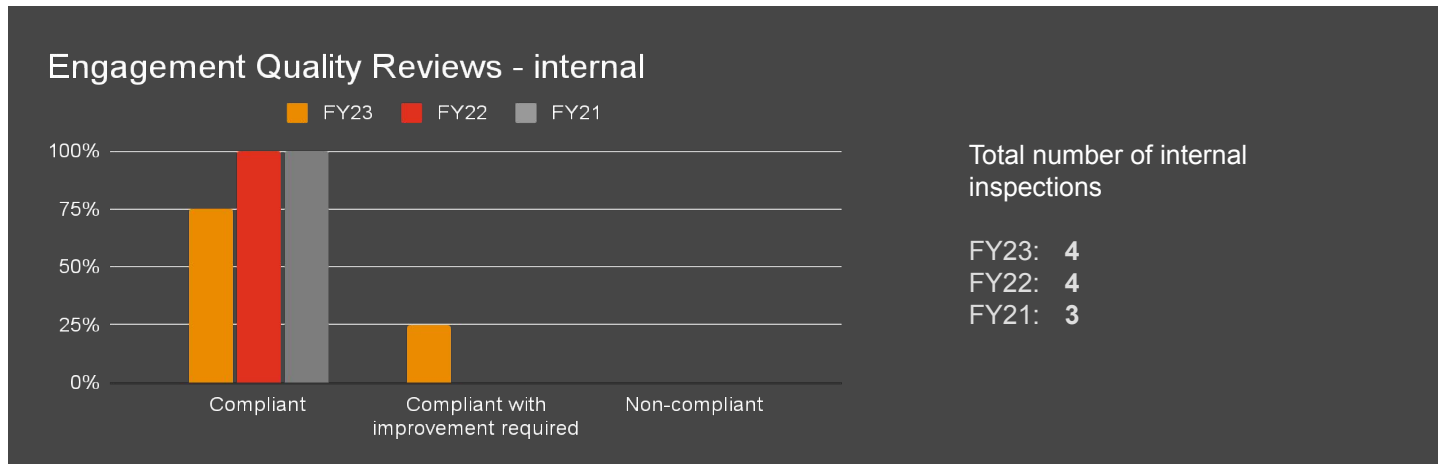 Engagement Quality Reviews - internal
FY23 FY22 FY21
100%
75%
50%
25%
0%
Compliant
Compliant with
improvement required
Non-compliant
Total number of internal
inspections
FY23: 4
FY22: 4
FY21: 3